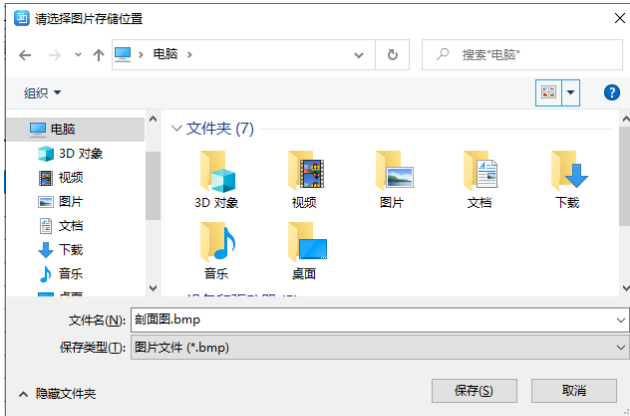 请选择图片存储位置
电脑
搜索"电脑"
组织
电脑
3D 对象
视频
图片
文档
下载
音乐
桌面
文件夹 (7)
3D 对象
视频
图片
文档
下载
音乐
桌面
文件名(N): 剖面图.bmp
保存类型(T): 图片文件 (*.bmp)
隐藏文件夹
保存(S)
取消